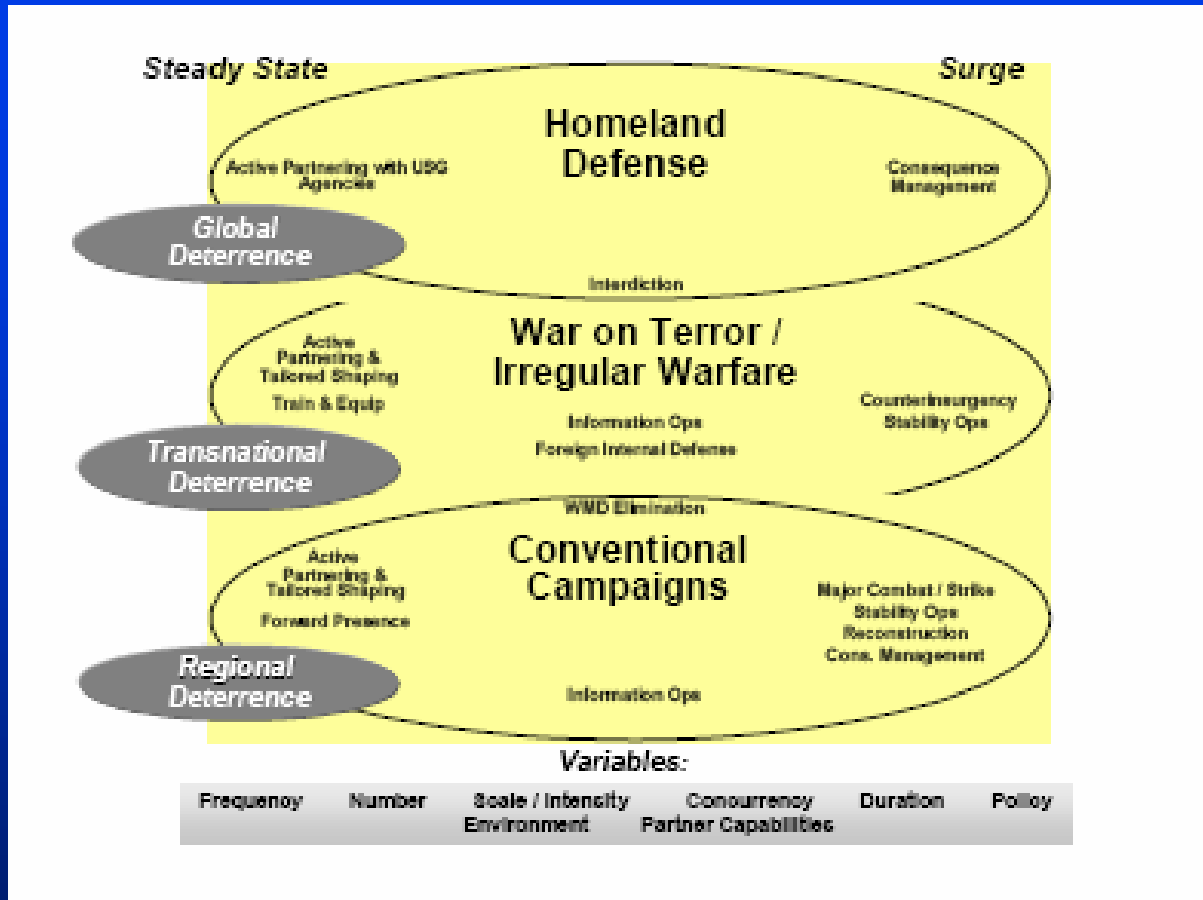 Steady State
Surge
Homeland
Defense
Active Partnering with USG
Agencies
Consequence
Management
Global
Deterrence
Interdiction
War on Terror /
Irregular Warfare
Active
Partnering &
Tailored Shaping
Train & Equip
Information Ops
Foreign Internal Defense
Counterinsurgency
Stability Ops
Transnational
Deterrence
WMD Elimination
Conventional
Campaigns
Active
Partnering &
Tailored Shaping
Forward Presence
Major Combat / Strike
Stability Ops
Reconstruction
Cons. Management
Regional
Deterrence
Information Ops
Variables:
Frequency Number Scale / Intensity Concurrency Duration Policy
Environment Partner Capabilities